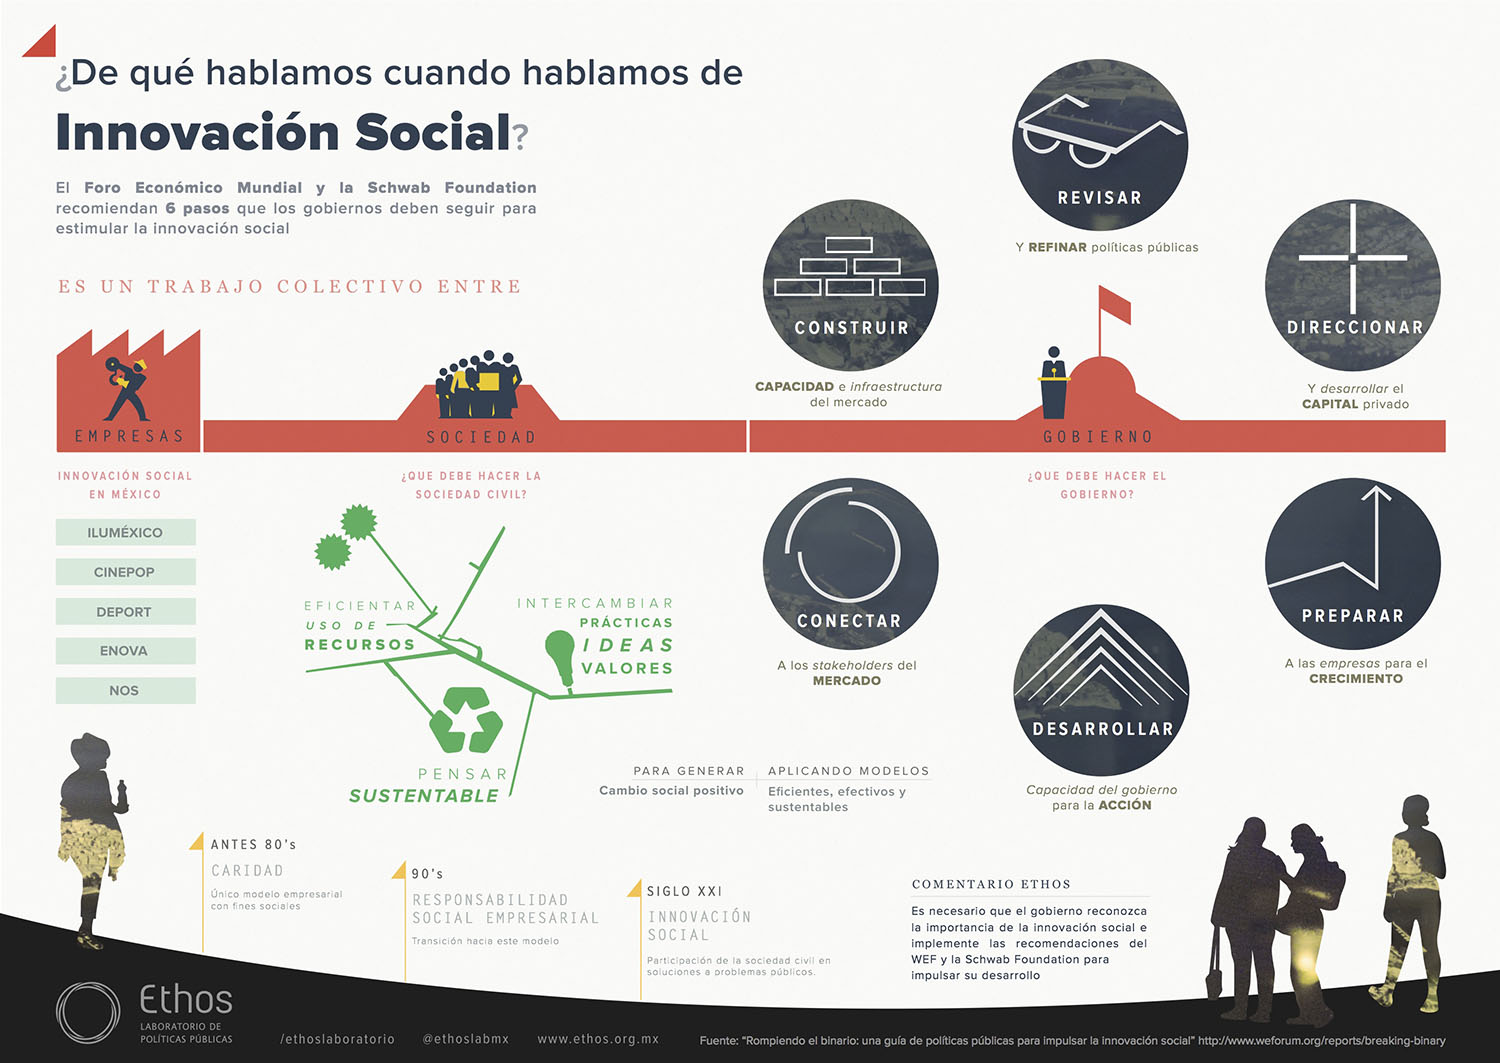 ¿De qué hablamos cuando hablamos de
Innovación Social?
El Foro Económico Mundial y la Schwab Foundation
recomiendan 6 pasos que los gobiernos deben seguir para
estimular la innovación social
ES UN TRABAJO COLECTIVO ENTRE
EMPRESAS
INNOVACIÓN SOCIAL
EN MÉXICO
ILUMÉXICO
CINEPOP
DEPORT
ENOVA
NOS
SOCIEDAD
¿QUE DEBE HACER LA
SOCIEDAD CIVIL?
EFICIENTAR
USO DE
RECURSOS
INTERCAMBIAR
PRÁCTICAS
IDEAS
VALORES
PENSAR
SUSTENTABLE
GOBIERNO
¿QUE DEBE HACER EL
GOBIERNO?
REVISAR
Y REFINAR políticas públicas
CONSTRUIR
CAPACIDAD e infraestructura
del mercado
DIRECCIONAR
Y desarrollar el
CAPITAL privado
CONECTAR
A los stakeholders del
MERCADO
PREPARAR
A las empresas para el
CRECIMIENTO
DESARROLLAR
Capacidad del gobierno
para la ACCIÓN
PARA GENERAR
Cambio social positivo
APLICANDO MODELOS
Eficientes, efectivos y
sustentables
ANTES 80's
CARIDAD
Único modelo empresarial
con fines sociales
90's
RESPONSABILIDAD
SOCIAL EMPRESARIAL
Transición hacia este modelo
SIGLO XXI
INNOVACIÓN
SOCIAL
Participación de la sociedad civil en
soluciones a problemas públicos.
COMENTARIO ETHOS
Es necesario que el gobierno reconozca
la importancia de la innovación social e
implemente las recomendaciones del
WEF y la Schwab Foundation para
impulsar su desarrollo
Ethos
LABORATORIO DE
POLÍTICAS PÚBLICAS
/ethoslaboratorio
@ethoslabmx
www.ethos.org.mx
Fuente: "Rompiendo el binario: una guía de políticas públicas para impulsar la innovación social" http://www.weforum.org/reports/breaking-binary